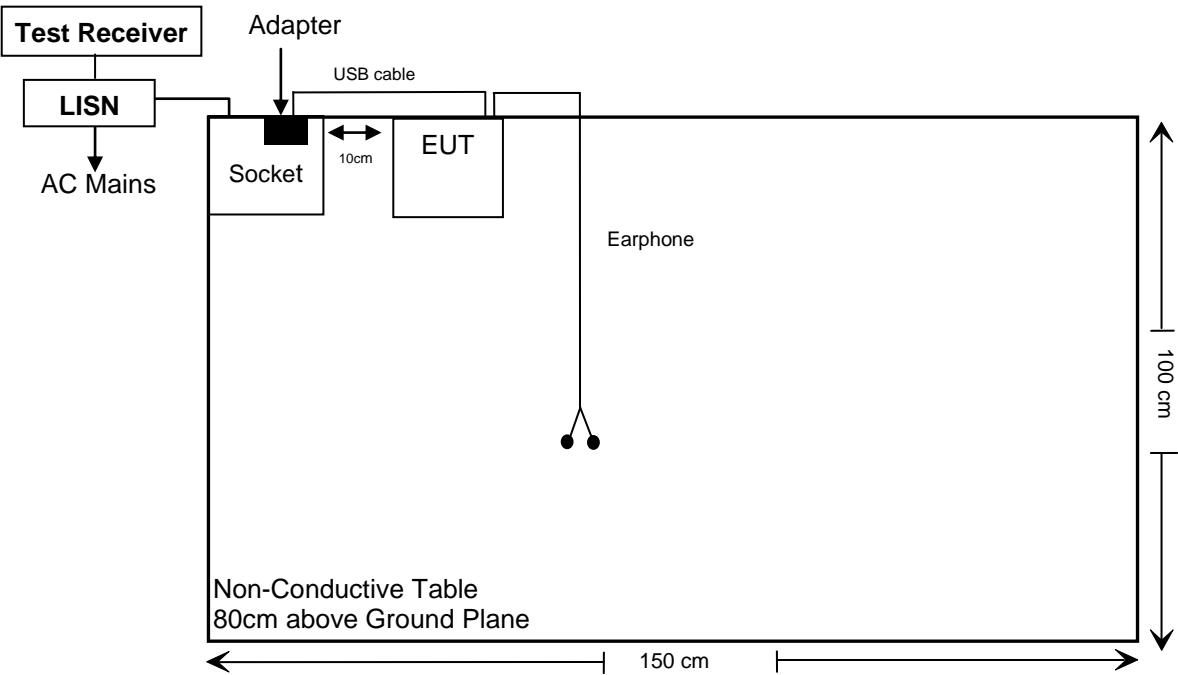 Test Receiver
Adapter
USB cable
LISN
AC Mains
Socket
10cm
EUT
Earphone
100 cm
Non-Conductive Table
80cm above Ground Plane
150 cm